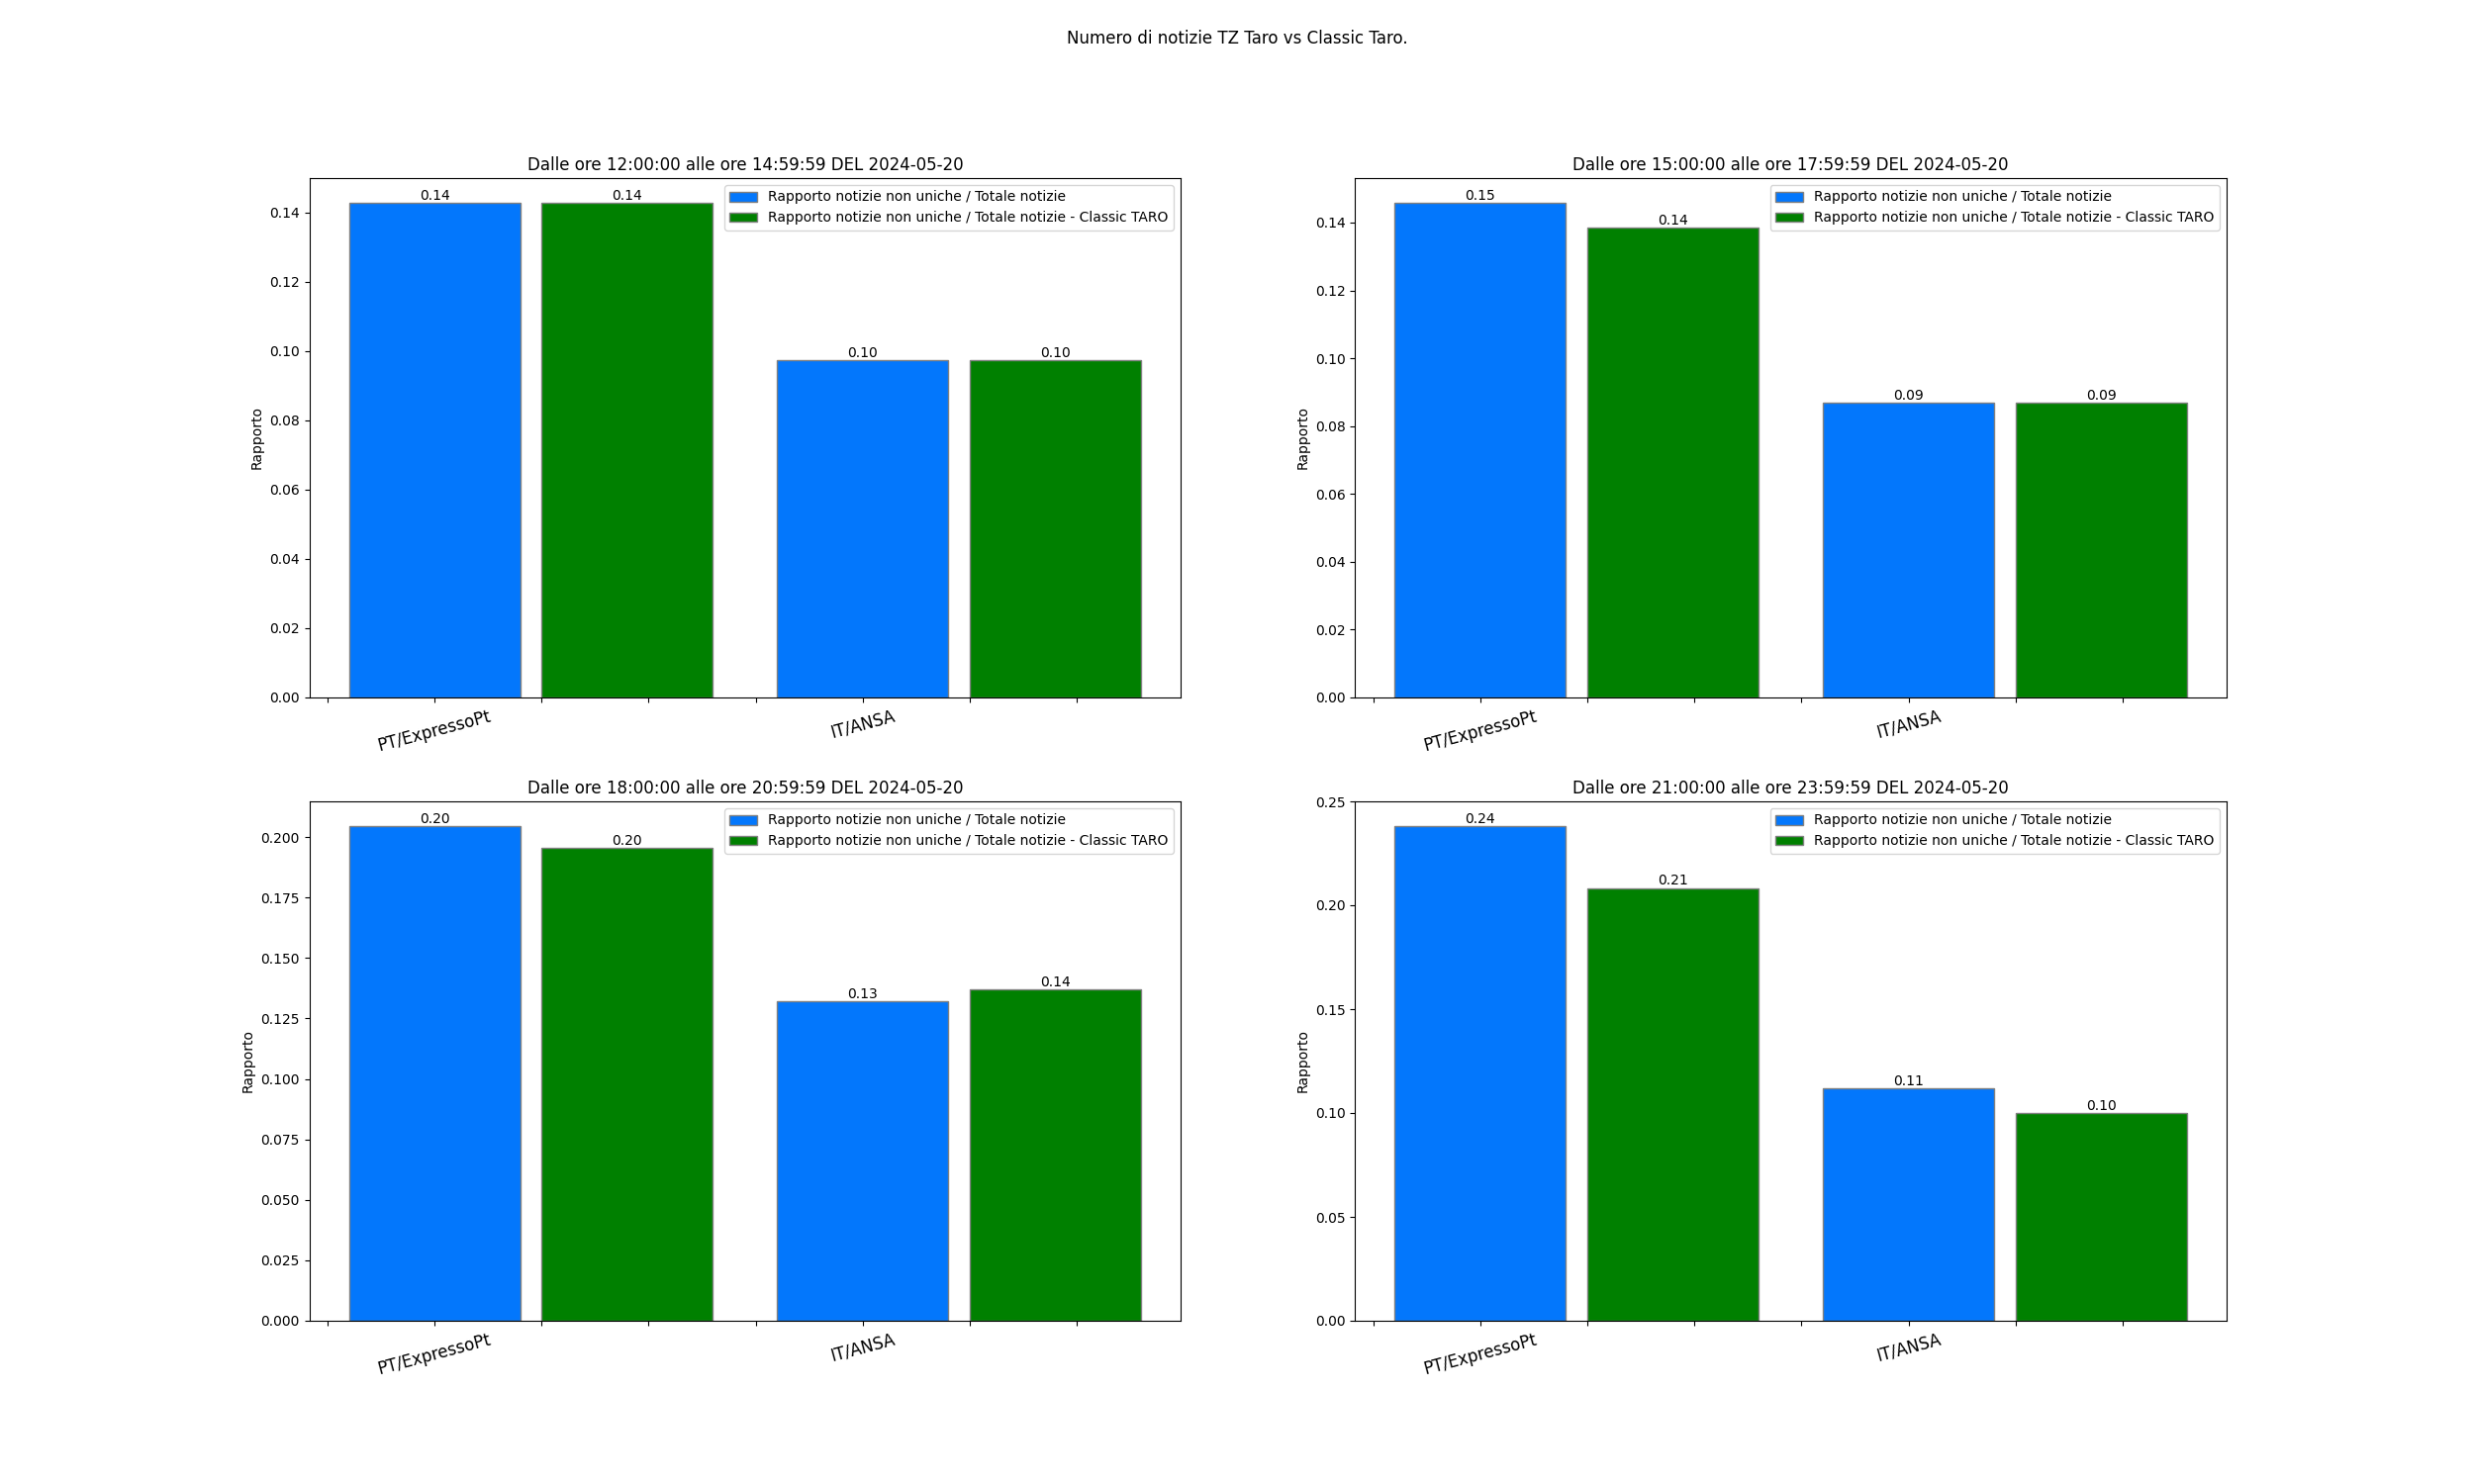 Numero di notizie TZ Taro vs Classic Taro.
Dalle ore 12:00:00 alle ore 14:59:59 DEL 2024-05-20
Rapporto notizie non uniche / Totale notizie
Rapporto notizie non uniche / Totale notizie - Classic TARO
0.14
0.14
0.10
0.10
0.14
0.12
0.10
0.08
0.06
0.04
0.02
0.00
Rapporto
PT/ExpressoPt
IT/ANSA
Dalle ore 15:00:00 alle ore 17:59:59 DEL 2024-05-20
Rapporto notizie non uniche / Totale notizie
Rapporto notizie non uniche / Totale notizie - Classic TARO
0.15
0.14
0.09
0.09
0.14
0.12
0.10
0.08
0.06
0.04
0.02
0.00
Rapporto
PT/ExpressoPt
IT/ANSA
Dalle ore 18:00:00 alle ore 20:59:59 DEL 2024-05-20
Rapporto notizie non uniche / Totale notizie
Rapporto notizie non uniche / Totale notizie - Classic TARO
0.20
0.20
0.13
0.14
0.200
0.175
0.150
0.125
0.100
0.075
0.050
0.025
0.000
Rapporto
PT/ExpressoPt
IT/ANSA
Dalle ore 21:00:00 alle ore 23:59:59 DEL 2024-05-20
Rapporto notizie non uniche / Totale notizie
Rapporto notizie non uniche / Totale notizie - Classic TARO
0.24
0.21
0.11
0.10
0.25
0.20
0.15
0.10
0.05
0.00
Rapporto
PT/ExpressoPt
IT/ANSA